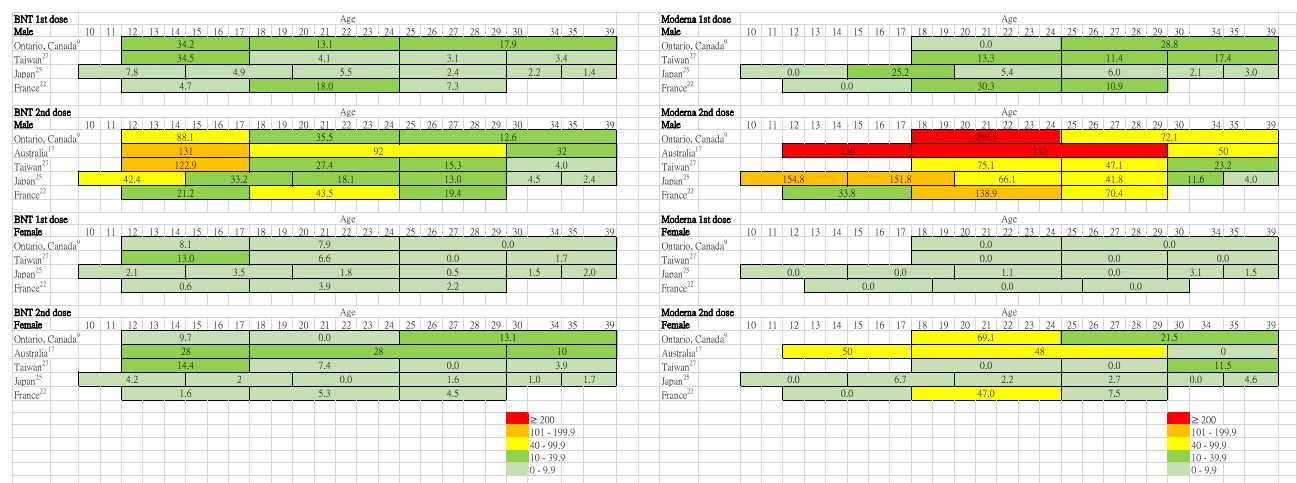 BNT 1st dose Age
Male 10 11 12 13 14 15 16 17 18 19 20 21 22 23 24 25 26 27 28 29 30 34 35 39
Ontario, Canada9 34.2 13.1 17.9
Taiwan27 34.5 4.1 3.1 3.4
Japan25 7.8 4.9 5.5 2.4 2.2 1.4
France22 4.7 18.0 7.3
BNT 2nd dose Age
Male 10 11 12 13 14 15 16 17 18 19 20 21 22 23 24 25 26 27 28 29 30 34 35 39
Ontario, Canada9 88.1 35.5 12.6
Australia17 131 92 32
Taiwan27 122.9 27.4 15.3 4.0
Japan25 42.4 33.2 18.1 13.0 4.5 2.4
France22 21.2 43.5 19.4
BNT 1st dose Age
Female 10 11 12 13 14 15 16 17 18 19 20 21 22 23 24 25 26 27 28 29 30 34 35 39
Ontario, Canada9 8.1 7.9 0.0
Taiwan27 13.0 6.6 0.0 1.7
Japan25 2.1 3.5 1.8 0.5 1.5 2.0
France22 0.6 3.9 2.2
BNT 2nd dose Age
Female 10 11 12 13 14 15 16 17 18 19 20 21 22 23 24 25 26 27 28 29 30 34 35 39
Ontario, Canada9 9.7 0.0 13.1
Australia17 28 28 10
Taiwan27 14.4 7.4 0.0 3.9
Japan25 4.2 2 0.0 1.6 1.0 1.7
France22 1.6 5.3 4.5
≥ 200
101 - 199.9
40 - 99.9
10 - 39.9
0 - 9.9
Moderna 1st dose Age
Male 10 11 12 13 14 15 16 17 18 19 20 21 22 23 24 25 26 27 28 29 30 34 35 39
Ontario, Canada9 0.0 28.8
Taiwan27 13.3 11.4 17.4
Japan25 0.0 25.2 5.4 6.0 2.1 3.0
France22 0.0 30.3 10.9
Moderna 2nd dose Age
Male 10 11 12 13 14 15 16 17 18 19 20 21 22 23 24 25 26 27 28 29 30 34 35 39
Ontario, Canada9 299.5 72.1
Australia17 236 232 50
Taiwan27 75.1 47.1 23.2
Japan25 154.8 151.8 66.1 41.8 11.6 4.0
France22 33.8 138.9 70.4
Moderna 1st dose Age
Female 10 11 12 13 14 15 16 17 18 19 20 21 22 23 24 25 26 27 28 29 30 34 35 39
Ontario, Canada9 0.0 0.0
Taiwan27 0.0 0.0 0.0
Japan25 0.0 0.0 1.1 0.0 3.1 1.5
France22 0.0 0.0 0.0
Moderna 2nd dose Age
Female 10 11 12 13 14 15 16 17 18 19 20 21 22 23 24 25 26 27 28 29 30 34 35 39
Ontario, Canada9 69.1 21.5
Australia17 50 48 0
Taiwan27 0.0 0.0 11.5
Japan25 0.0 6.7 2.2 2.7 0.0 4.6
France22 0.0 47.0 7.5
≥ 200
101 - 199.9
40 - 99.9
10 - 39.9
0 - 9.9